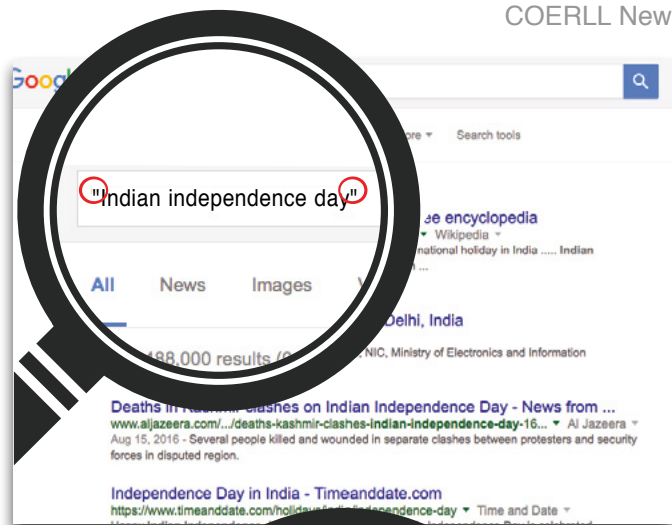 COERLL New
Goog
ore Search tools
"Indian independence day"
ee encyclopedia
Wikipedia
national holiday in India ..... Indian
...
All News Images
Delhi, India
488,000 results
NIC, Ministry of Electronics and Information
Deaths in Kashmir clashes on Indian Independence Day - News from ...
www.aljazeera.com/.../deaths-kashmir-clashes-indian-independence-day-16... Al Jazeera
Aug 15, 2016 - Several people killed and wounded in separate clashes between protesters and security
forces in disputed region.
Independence Day in India - Timeanddate.com
https://www.timeanddate.com/holidays/india/independence-day Time and Date